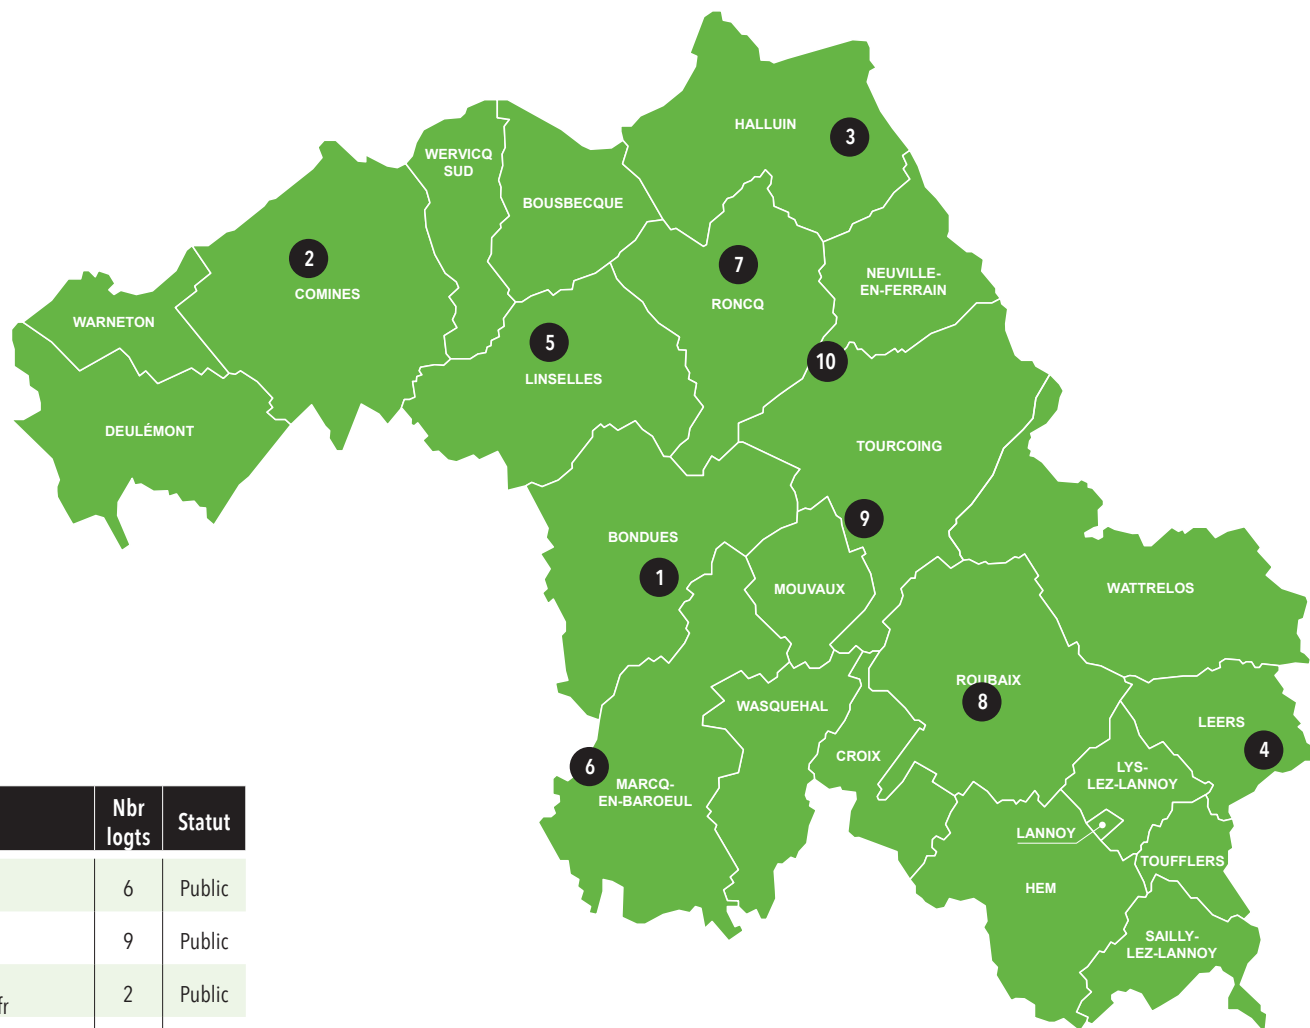 HALLUIN
3
WERVICQ
SUD
BOUSBECQUE
2
COMINES
7
RONCQ
NEUVILLE-
EN-FERRAIN
WARNETON
5
LINSELLES
10
DEULÉMONT
TOURCOING
9
BONDUES
1
MOUVAUX
WATTRELOS
ROUBAIX
8
WASQUEHAL
LEERS
4
CROIX
6
MARCQ-
EN-BAROEUL
LYS-
LEZ-LANNOY
LANNOY
TOUFFLERS
HEM
SAILLY-
LEZ-LANNOY
Nbr
logts
Statut
6 Public
9 Public
fr 2 Public